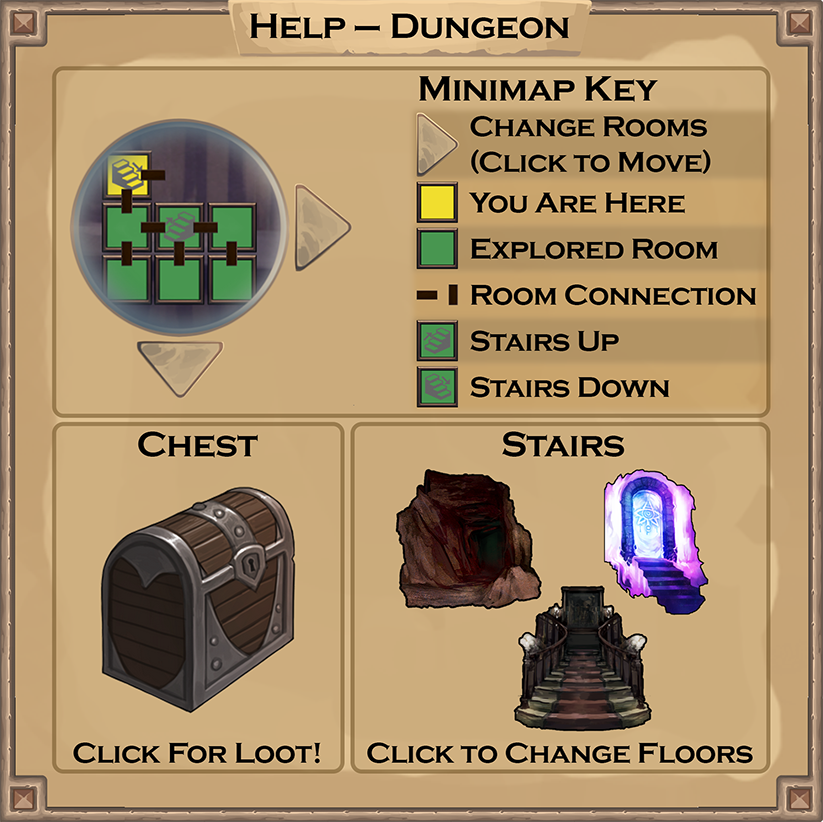 Help – Dungeon
Minimap Key
Change Rooms
(Click to Move)
You Are Here
Explored Room
Room Connection
Stairs Up
Stairs Down
Chest
Click For Loot!
Stairs
Click to Change Floors